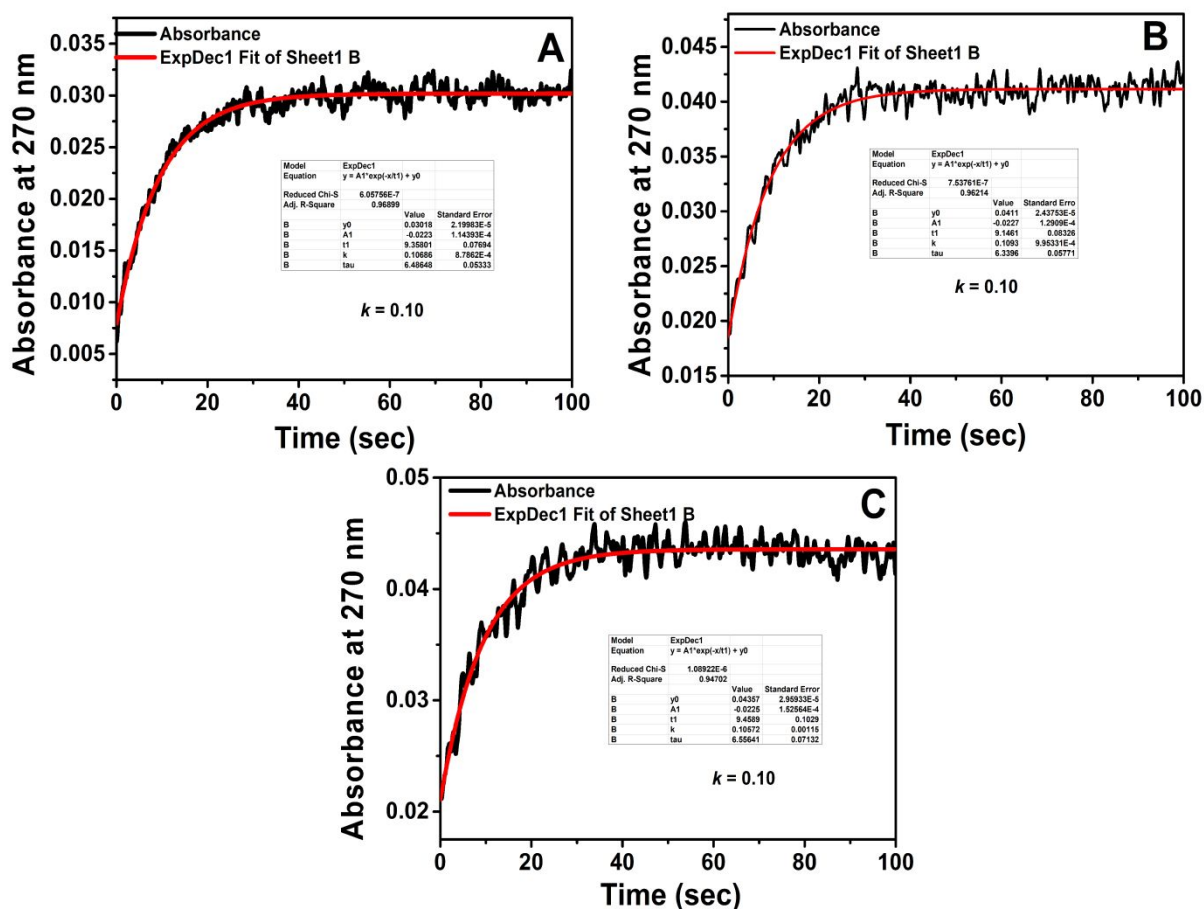 A
Absorbance
ExpDec1 Fit of Sheet1 B
Absorbance at 270 nm
0.035
0.030
0.025
0.020
0.015
0.010
0.005
Model ExpDec1
Equation y = A1*exp(-x/t1) + y0
Reduced Chi-S 6.05756E-7
Adj. R-Square 0.96899
Value Standard Error
B y0 0.03018 2.19983E-5
B A1 -0.0223 1.14393E-4
B t1 9.35801 0.07694
B k 0.10686 8.7862E-4
B tau 6.48648 0.05333
k = 0.10
0 20 40 60 80 100
Time (sec)
B
Absorbance
ExpDec1 Fit of Sheet1 B
Absorbance at 270 nm
0.045
0.040
0.035
0.030
0.025
0.020
0.015
Model ExpDec1
Equation y = A1*exp(-x/t1) + y0
Reduced Chi-S 7.53761E-7
Adj. R-Square 0.96214
Value Standard Erro
B y0 0.0411 2.43753E-5
B A1 -0.0227 1.2909E-4
B t1 9.1461 0.08326
B k 0.1093 9.95331E-4
B tau 6.3396 0.05771
k = 0.10
0 20 40 60 80 100
Time (sec)
C
Absorbance
ExpDec1 Fit of Sheet1 B
Absorbance at 270 nm
0.05
0.04
0.03
0.02
Model ExpDec1
Equation y = A1*exp(-x/t1) + y0
Reduced Chi-S 1.08922E-6
Adj. R-Square 0.94702
Value Standard Error
B y0 0.04357 2.95933E-5
B A1 -0.0225 1.52564E-4
B t1 9.4589 0.1029
B k 0.10572 0.00115
B tau 6.55641 0.07132
k = 0.10
0 20 40 60 80 100
Time (sec)